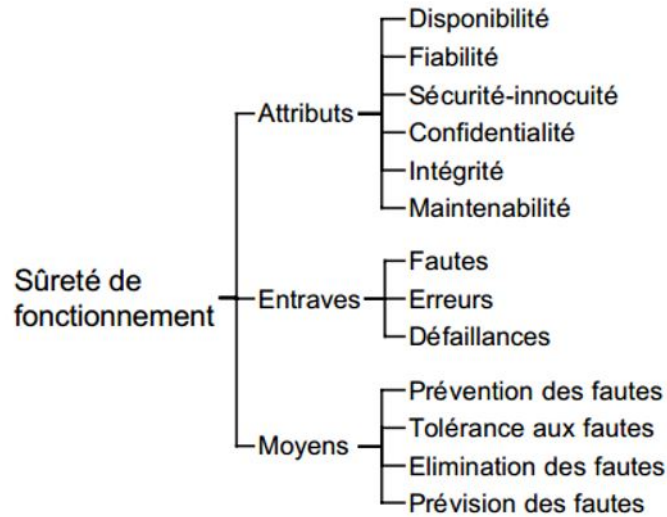 Disponibilité
Fiabilité
Attributs
Sécurité-innocuité
Confidentialité
Intégrité
Maintenabilité
Sûreté de
fonctionnement
Entraves
Fautes
Erreurs
Défaillances
Moyens
Prévention des fautes
Tolérance aux fautes
Elimination des fautes
Prévision des fautes